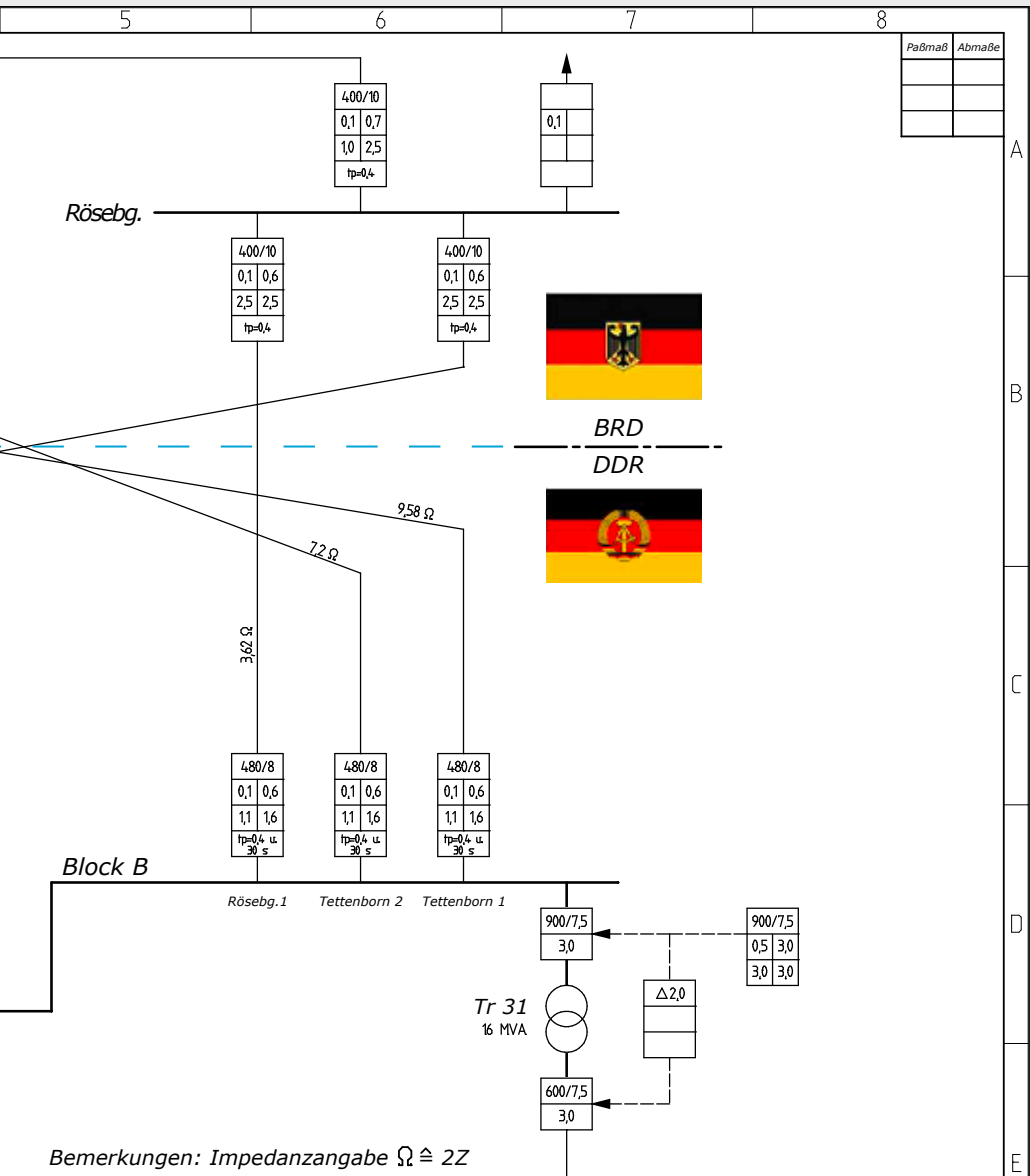 5 6 7 8
Paßmaß Abmaße
A
400/10
0,1 0,7
1,0 2,5
tp=0,4
0,1
Rösebg.
400/10
0,1 0,6
2,5 2,5
tp=0,4
400/10
0,1 0,6
2,5 2,5
tp=0,4
B
BRD
DDR
9,58 Ω
7,2 Ω
3,62 Ω
C
480/8
0,1 0,6
1,1 1,6
tp=0,4 u.
30 s
480/8
0,1 0,6
1,1 1,6
tp=0,4 u.
30 s
480/8
0,1 0,6
1,1 1,6
tp=0,4 u.
30 s
Block B
Rösebg.1 Tettenborn 2 Tettenborn 1
D
900/7,5
3,0
900/7,5
0,5 3,0
3,0 3,0
△2,0
Tr 31
16 MVA
600/7,5
3,0
Bemerkungen: Impedanzangabe Ω ≙ 2Z
E